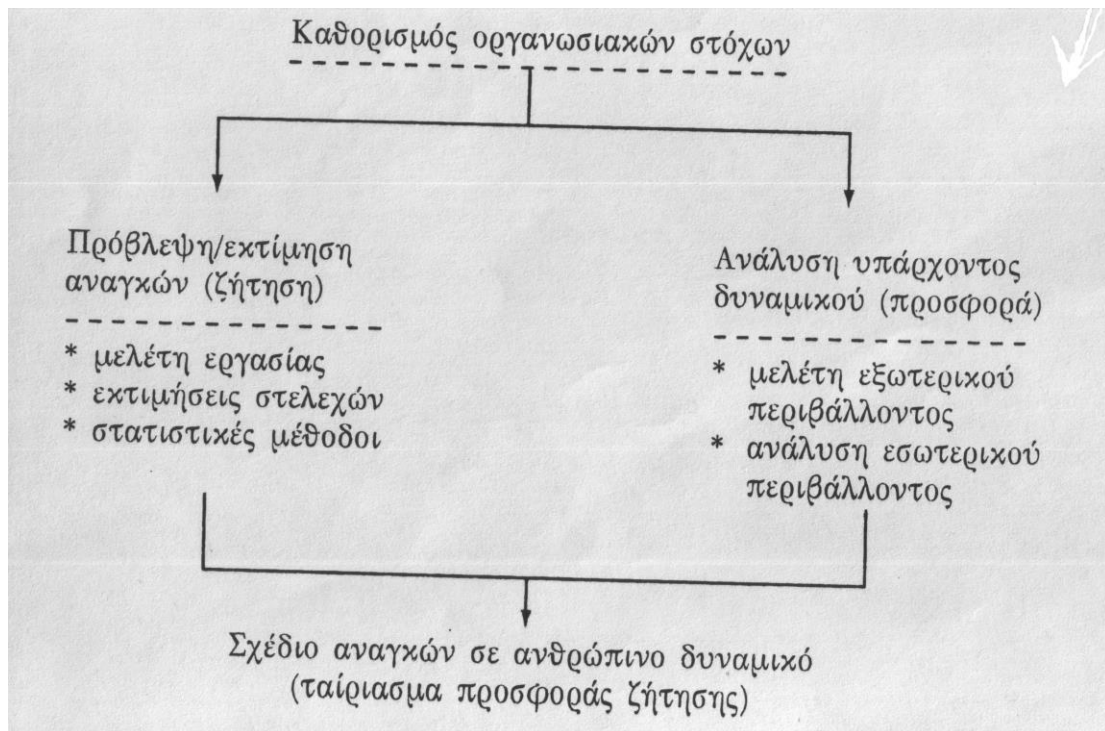 Καθορισμός οργανωσιακών στόχων
Πρόβλεψη/εκτίμηση
αναγκών (ζήτηση)
* μελέτη εργασίας
* εκτιμήσεις στελεχών
* στατιστικές μέθοδοι
Ανάλυση υπάρχοντος
δυναμικού (προσφορά)
* μελέτη εξωτερικού
περιβάλλοντος
* ανάλυση εσωτερικού
περιβάλλοντος
Σχέδιο αναγκών σε ανθρώπινο δυναμικό
(ταίριασμα προσφοράς ζήτησης)